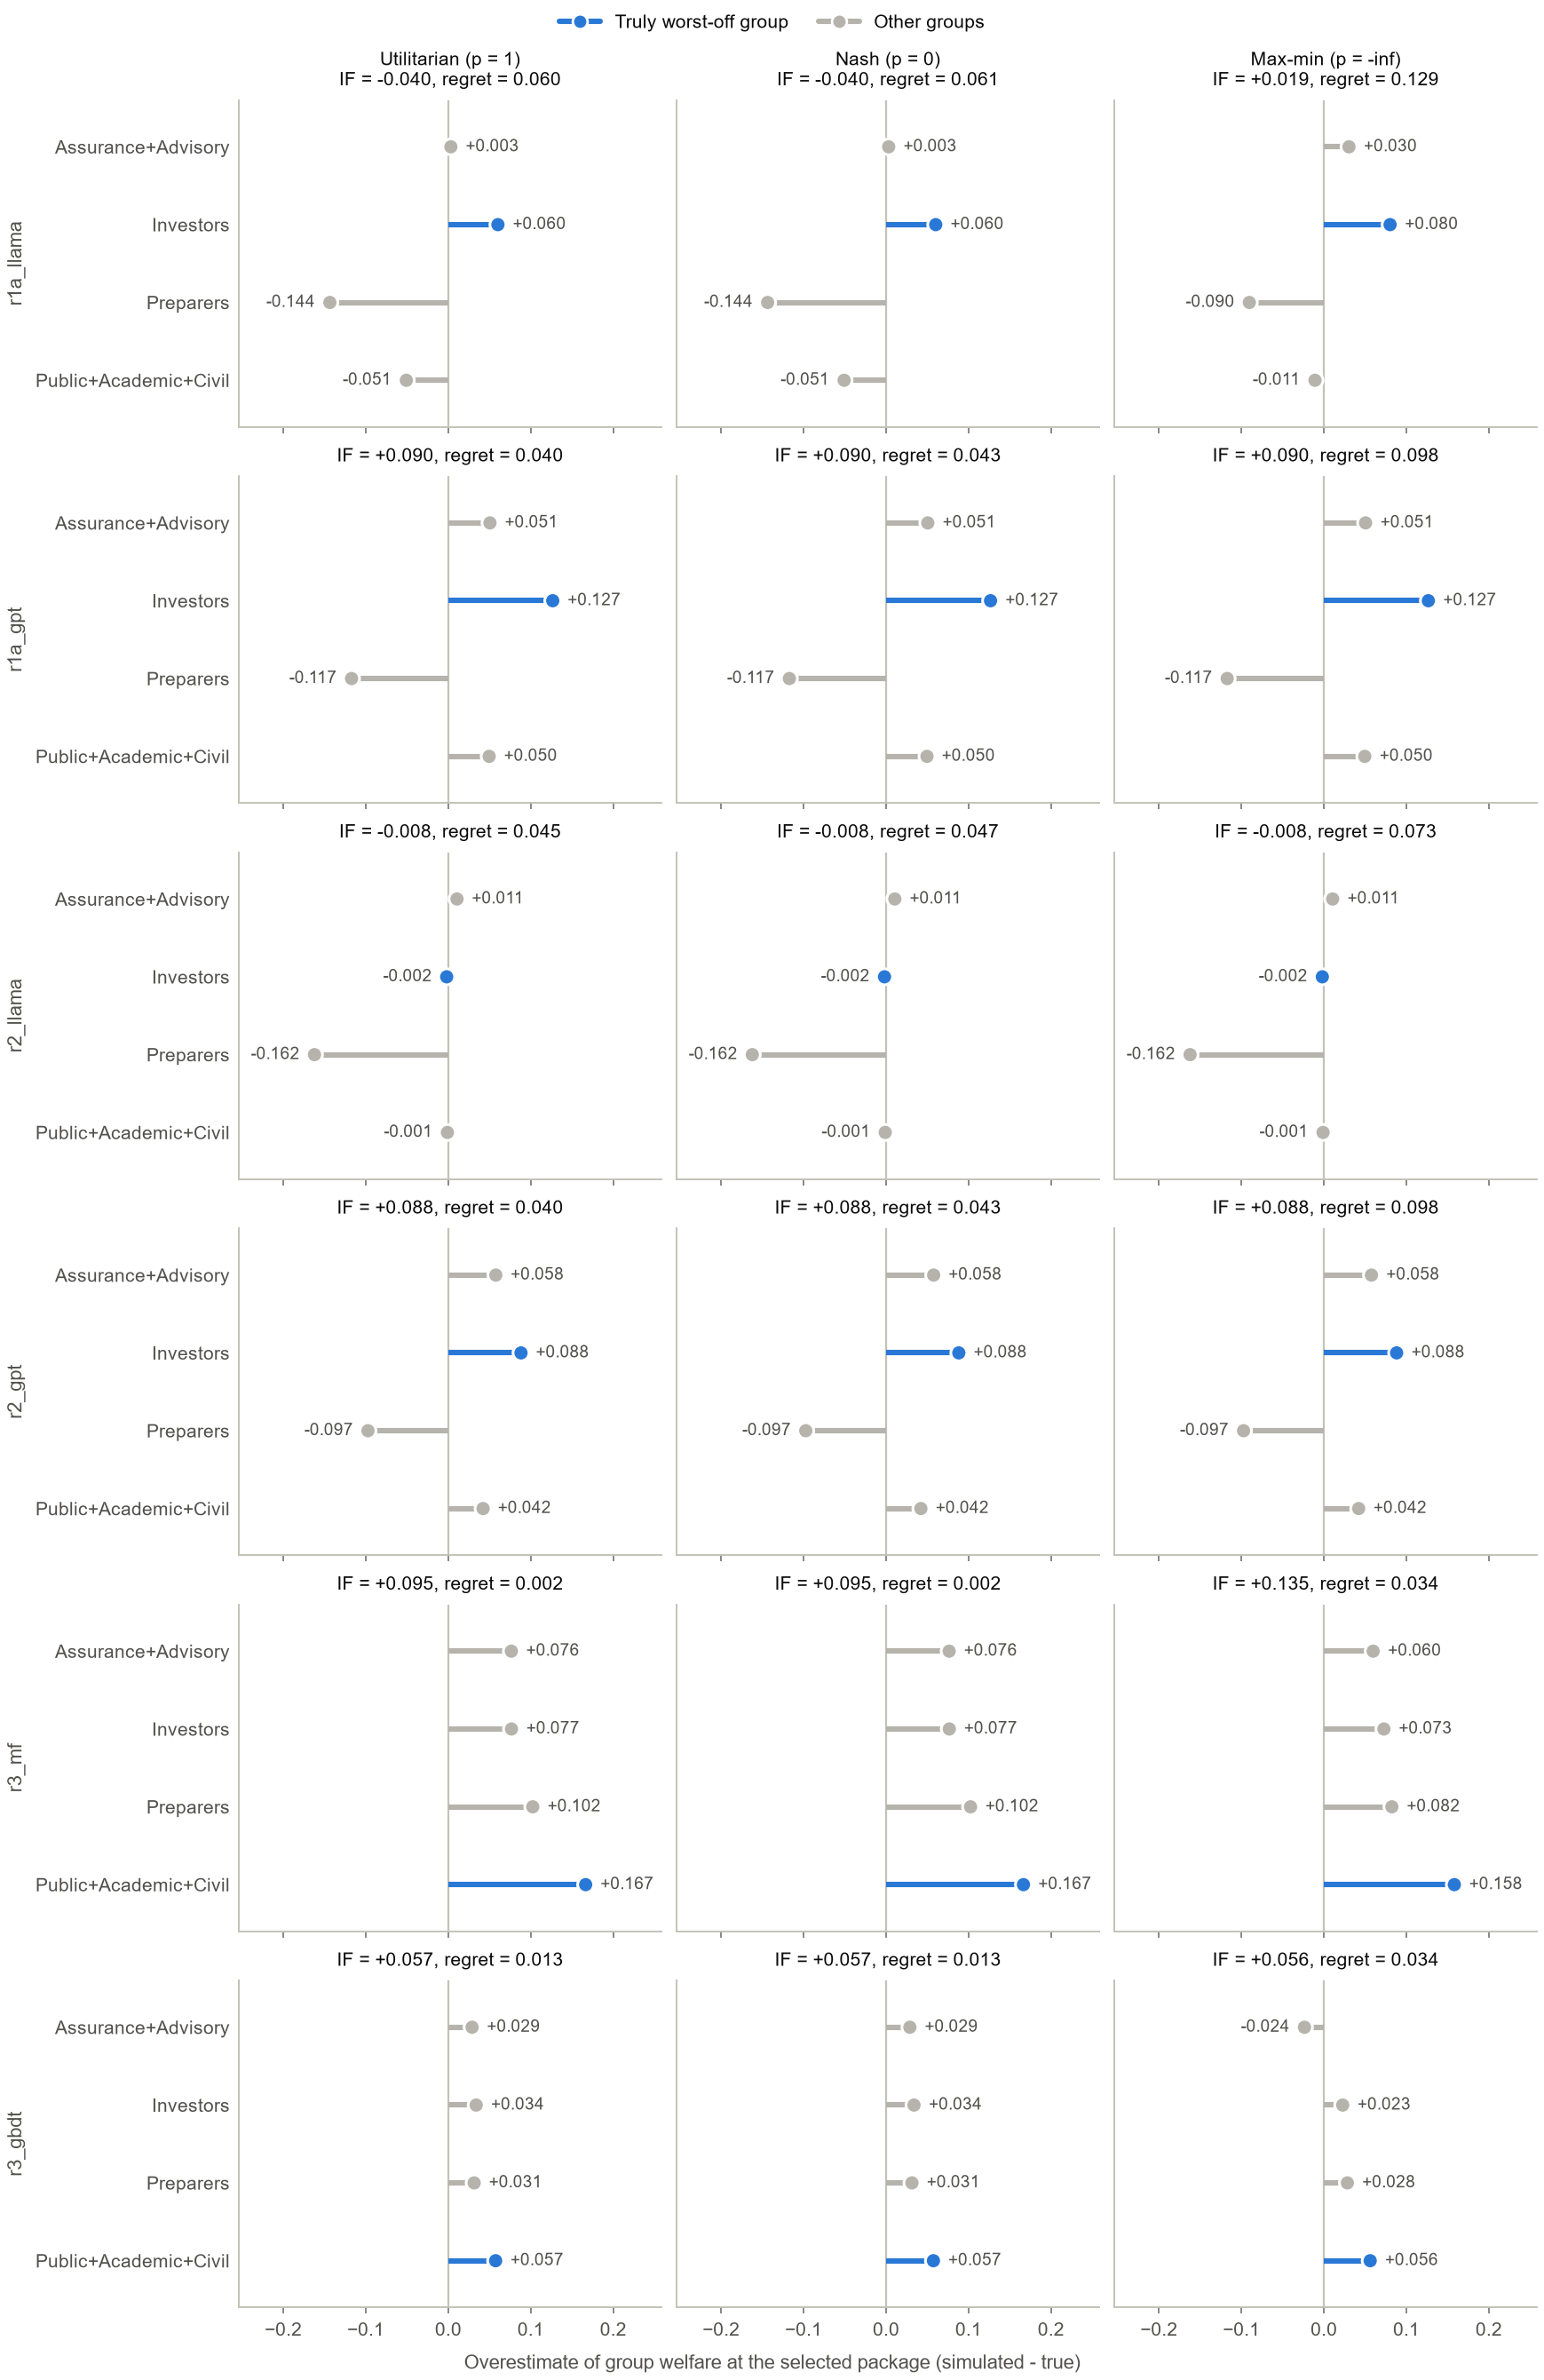 Truly worst-off group Other groups
Utilitarian (p = 1) Nash (p = 0) Max-min (p = -inf)
IF = -0.040, regret = 0.060 IF = -0.040, regret = 0.061 IF = +0.019, regret = 0.129
r1a_llama
Assurance+Advisory +0.003 +0.003 +0.030
Investors +0.060 +0.060 +0.080
Preparers -0.144 -0.144 -0.090
Public+Academic+Civil -0.051 -0.051 -0.011
IF = +0.090, regret = 0.040 IF = +0.090, regret = 0.043 IF = +0.090, regret = 0.098
r1a_gpt
Assurance+Advisory +0.051 +0.051 +0.051
Investors +0.127 +0.127 +0.127
Preparers -0.117 -0.117 -0.117
Public+Academic+Civil +0.050 +0.050 +0.050
IF = -0.008, regret = 0.045 IF = -0.008, regret = 0.047 IF = -0.008, regret = 0.073
r2_llama
Assurance+Advisory +0.011 +0.011 +0.011
Investors -0.002 -0.002 -0.002
Preparers -0.162 -0.162 -0.162
Public+Academic+Civil -0.001 -0.001 -0.001
IF = +0.088, regret = 0.040 IF = +0.088, regret = 0.043 IF = +0.088, regret = 0.098
r2_gpt
Assurance+Advisory +0.058 +0.058 +0.058
Investors +0.088 +0.088 +0.088
Preparers -0.097 -0.097 -0.097
Public+Academic+Civil +0.042 +0.042 +0.042
IF = +0.095, regret = 0.002 IF = +0.095, regret = 0.002 IF = +0.135, regret = 0.034
r3_mf
Assurance+Advisory +0.076 +0.076 +0.060
Investors +0.077 +0.077 +0.073
Preparers +0.102 +0.102 +0.082
Public+Academic+Civil +0.167 +0.167 +0.158
IF = +0.057, regret = 0.013 IF = +0.057, regret = 0.013 IF = +0.056, regret = 0.034
r3_gbdt
Assurance+Advisory +0.029 +0.029 -0.024
Investors +0.034 +0.034 +0.023
Preparers +0.031 +0.031 +0.028
Public+Academic+Civil +0.057 +0.057 +0.056
−0.2 −0.1 0.0 0.1 0.2 −0.2 −0.1 0.0 0.1 0.2 −0.2 −0.1 0.0 0.1 0.2
Overestimate of group welfare at the selected package (simulated - true)